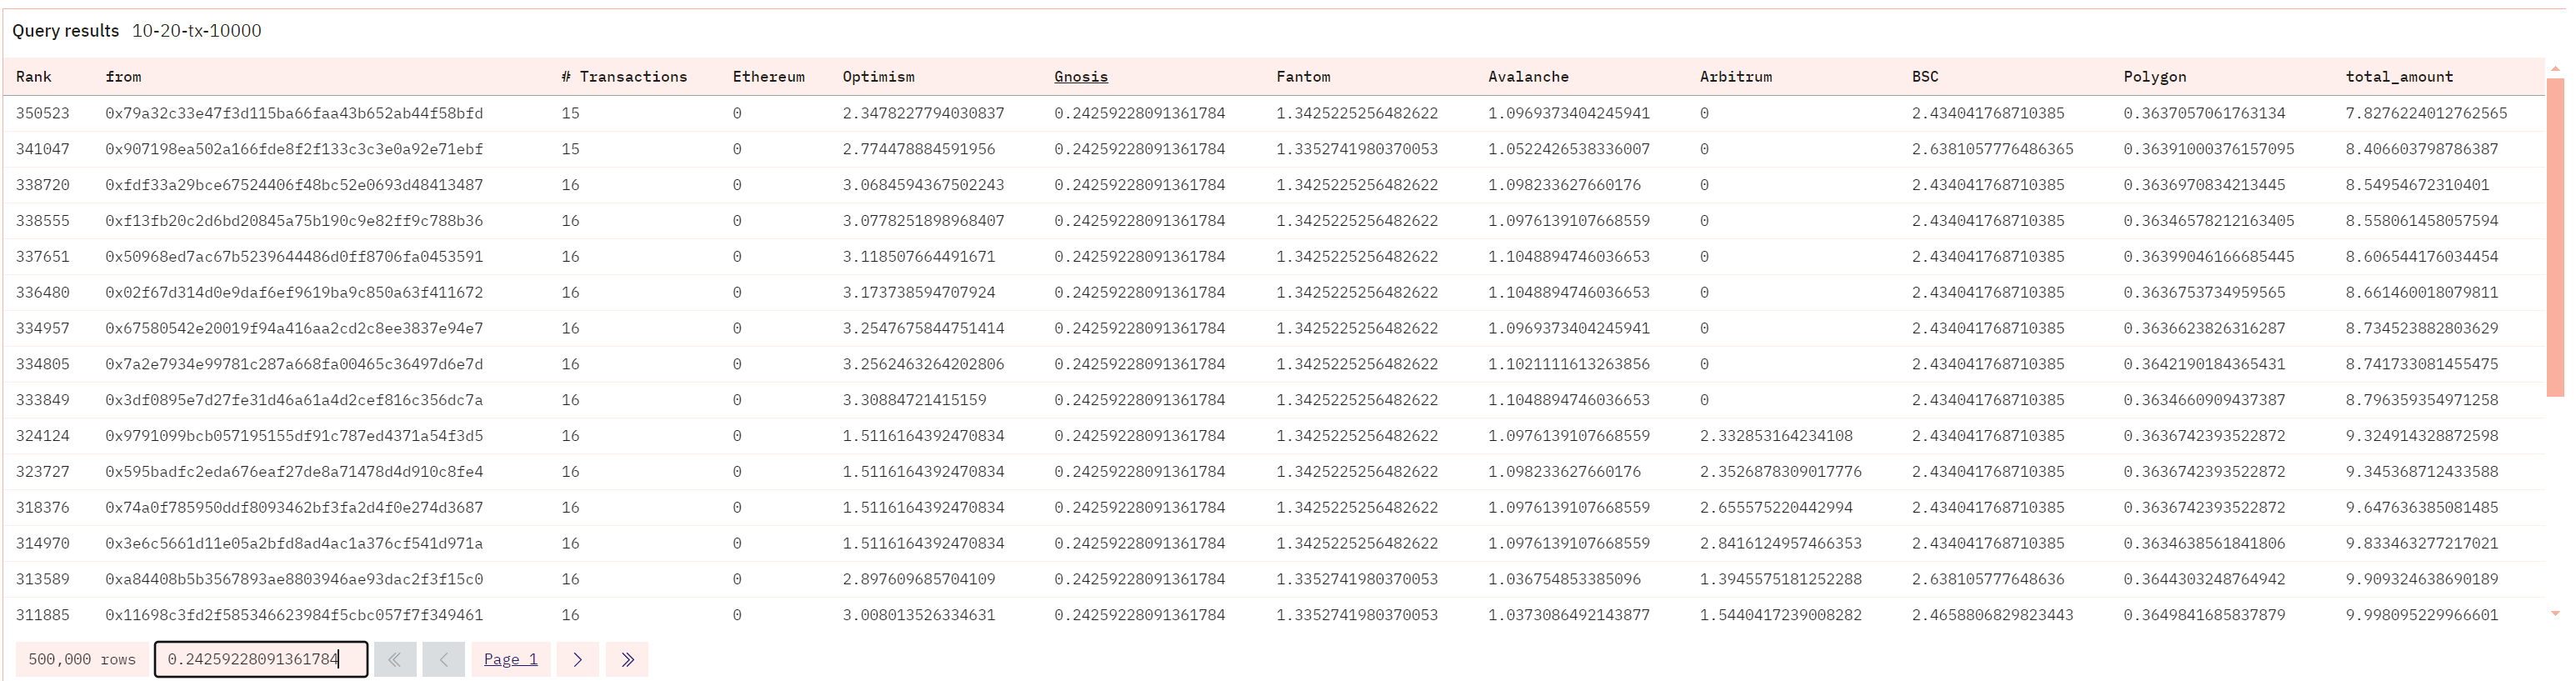 Query results 10-20-tx-10000
Rank from # Transactions Ethereum Optimism Gnosis Fantom Avalanche Arbitrum BSC Polygon total_amount
350523 0x79a32c33e47f3d115ba66faa43b652ab44f58bfd 15 0 2.3478227794030837 0.24259228091361784 1.3425225256482622 1.0969373404245941 0 2.434041768710385 0.3637057061763134 7.8276224012762565
341047 0x907198ea502a166fde8f2f133c3c3e0a92e71ebf 15 0 2.774478884591956 0.24259228091361784 1.3352741980370053 1.0522426538336007 0 2.6381057776486365 0.36391000376157095 8.406603798786387
338720 0xfdf33a29bce67524406f48bc52e0693d48413487 16 0 3.0684594367502243 0.24259228091361784 1.3425225256482622 1.098233627660176 0 2.434041768710385 0.3636970834213445 8.54954672310401
338555 0xf13fb20c2d6bd20845a75b190c9e82ff9c788b36 16 0 3.0778251898968407 0.24259228091361784 1.3425225256482622 1.0976139107668559 0 2.434041768710385 0.36346578212163405 8.558061458057594
337651 0x50968ed7ac67b5239644486d0ff8706fa0453591 16 0 3.118507664491671 0.24259228091361784 1.3425225256482622 1.1048894746036653 0 2.434041768710385 0.36399046166685445 8.606544176034454
336480 0x02f67d314d0e9daf6ef9619ba9c850a63f411672 16 0 3.173738594707924 0.24259228091361784 1.3425225256482622 1.1048894746036653 0 2.434041768710385 0.3636753734959565 8.661460018079811
334957 0x67580542e20019f94a416aa2cd2c8ee3837e94e7 16 0 3.2547675844751414 0.24259228091361784 1.3425225256482622 1.0969373404245941 0 2.434041768710385 0.3636623826316287 8.734523882803629
334805 0x7a2e7934e99781c287a668fa00465c36497d6e7d 16 0 3.2562463264202806 0.24259228091361784 1.3425225256482622 1.1021111613263856 0 2.434041768710385 0.3642190184365431 8.741733081455475
333849 0x3df0895e7d27fe31d46a61a4d2cef816c356dc7a 16 0 3.30884721415159 0.24259228091361784 1.3425225256482622 1.1048894746036653 0 2.434041768710385 0.3634660909437387 8.796359354971258
324124 0x9791099bcb057195155df91c787ed4371a54f3d5 16 0 1.5116164392470834 0.24259228091361784 1.3425225256482622 1.0976139107668559 2.332853164234108 2.434041768710385 0.3636742393522872 9.324914328872598
323727 0x595badfc2eda676eaf27de8a71478d4d910c8fe4 16 0 1.5116164392470834 0.24259228091361784 1.3425225256482622 1.098233627660176 2.3526878309017776 2.434041768710385 0.3636742393522872 9.345368712433588
318376 0x74a0f785950ddf8093462bf3fa2d4f0e274d3687 16 0 1.5116164392470834 0.24259228091361784 1.3425225256482622 1.0976139107668559 2.655575220442994 2.434041768710385 0.3636742393522872 9.647636385081485
314970 0x3e6c5661d11e05a2bfd8ad4ac1a376cf541d971a 16 0 1.5116164392470834 0.24259228091361784 1.3425225256482622 1.0976139107668559 2.8416124957466353 2.434041768710385 0.3634638561841806 9.833463277217021
313589 0xa84408b5b3567893ae8803946ae93dac2f3f15c0 16 0 2.897609685704109 0.24259228091361784 1.3352741980370053 1.036754853385096 1.3945575181252288 2.638105777648636 0.3644303248764942 9.909324638690189
311885 0x11698c3fd2f585346623984f5cbc057f7f349461 16 0 3.008013526334631 0.24259228091361784 1.3352741980370053 1.0373086492143877 1.5440417239008282 2.4658806829823443 0.3649841685837879 9.998095229966601
500,000 rows 0.24259228091361784 Page 1